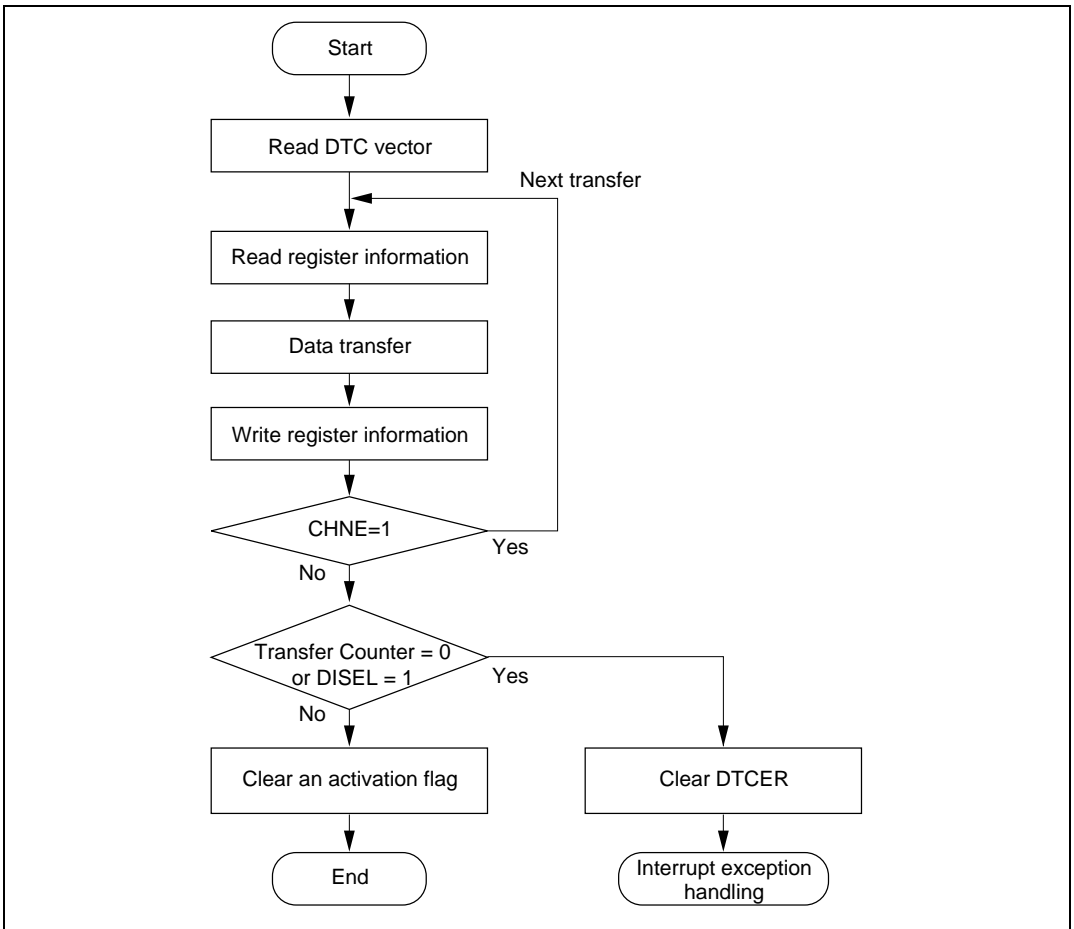 Start
Read DTC vector
Next transfer
Read register information
Data transfer
Write register information
CHNE=1
Yes
No
Transfer Counter = 0
or DISEL = 1
Yes
No
Clear an activation flag
Clear DTCER
End
Interrupt exception
handling